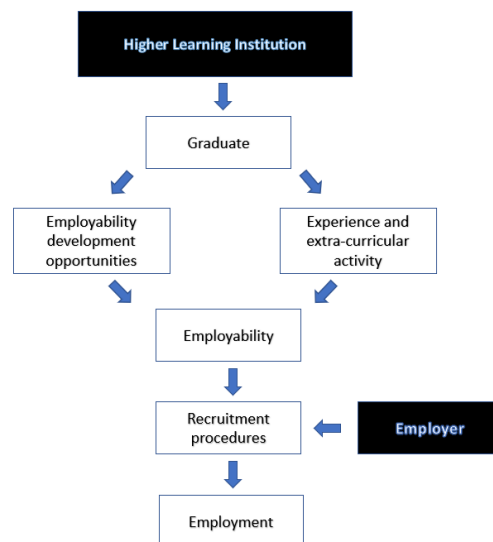 Higher Learning Institution
Graduate
Employability
development
opportunities
Experience and
extra-curricular
activity
Employability
Recruitment
procedures
Employer
Employment